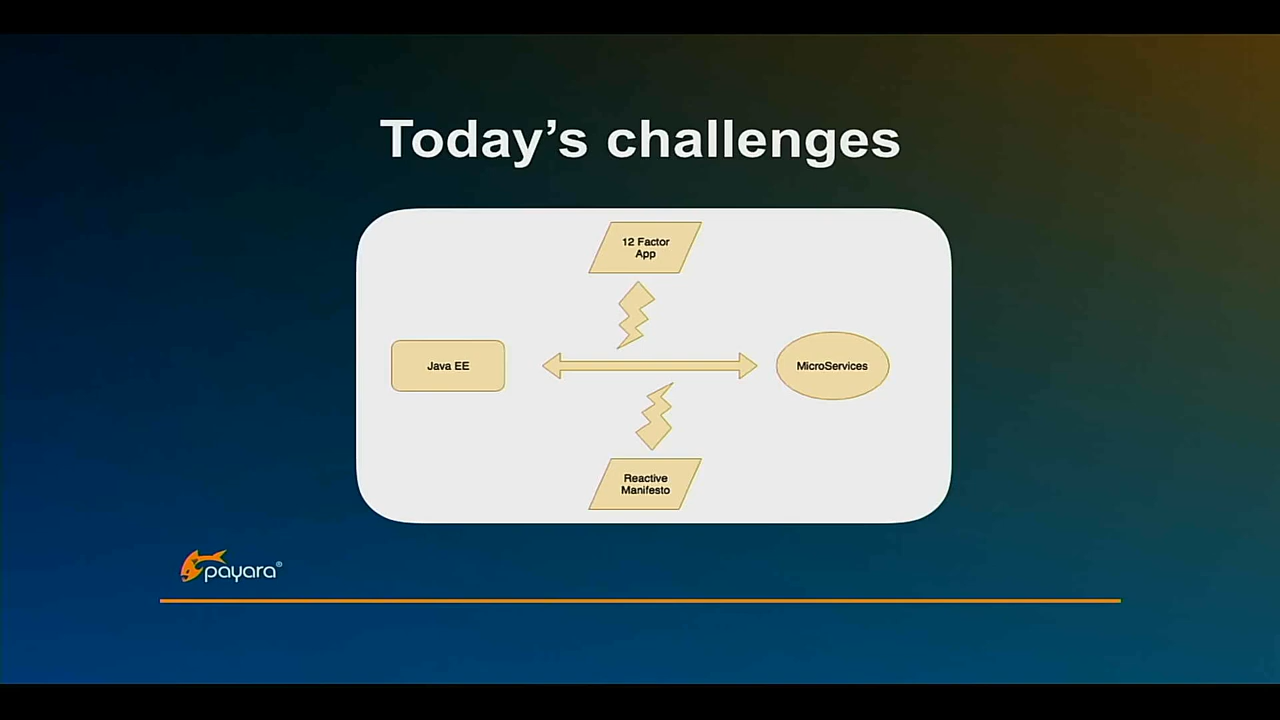 Today’s challenges
12 Factor
App
Java EE
MicroServices
Reactive
Manifesto
payara®